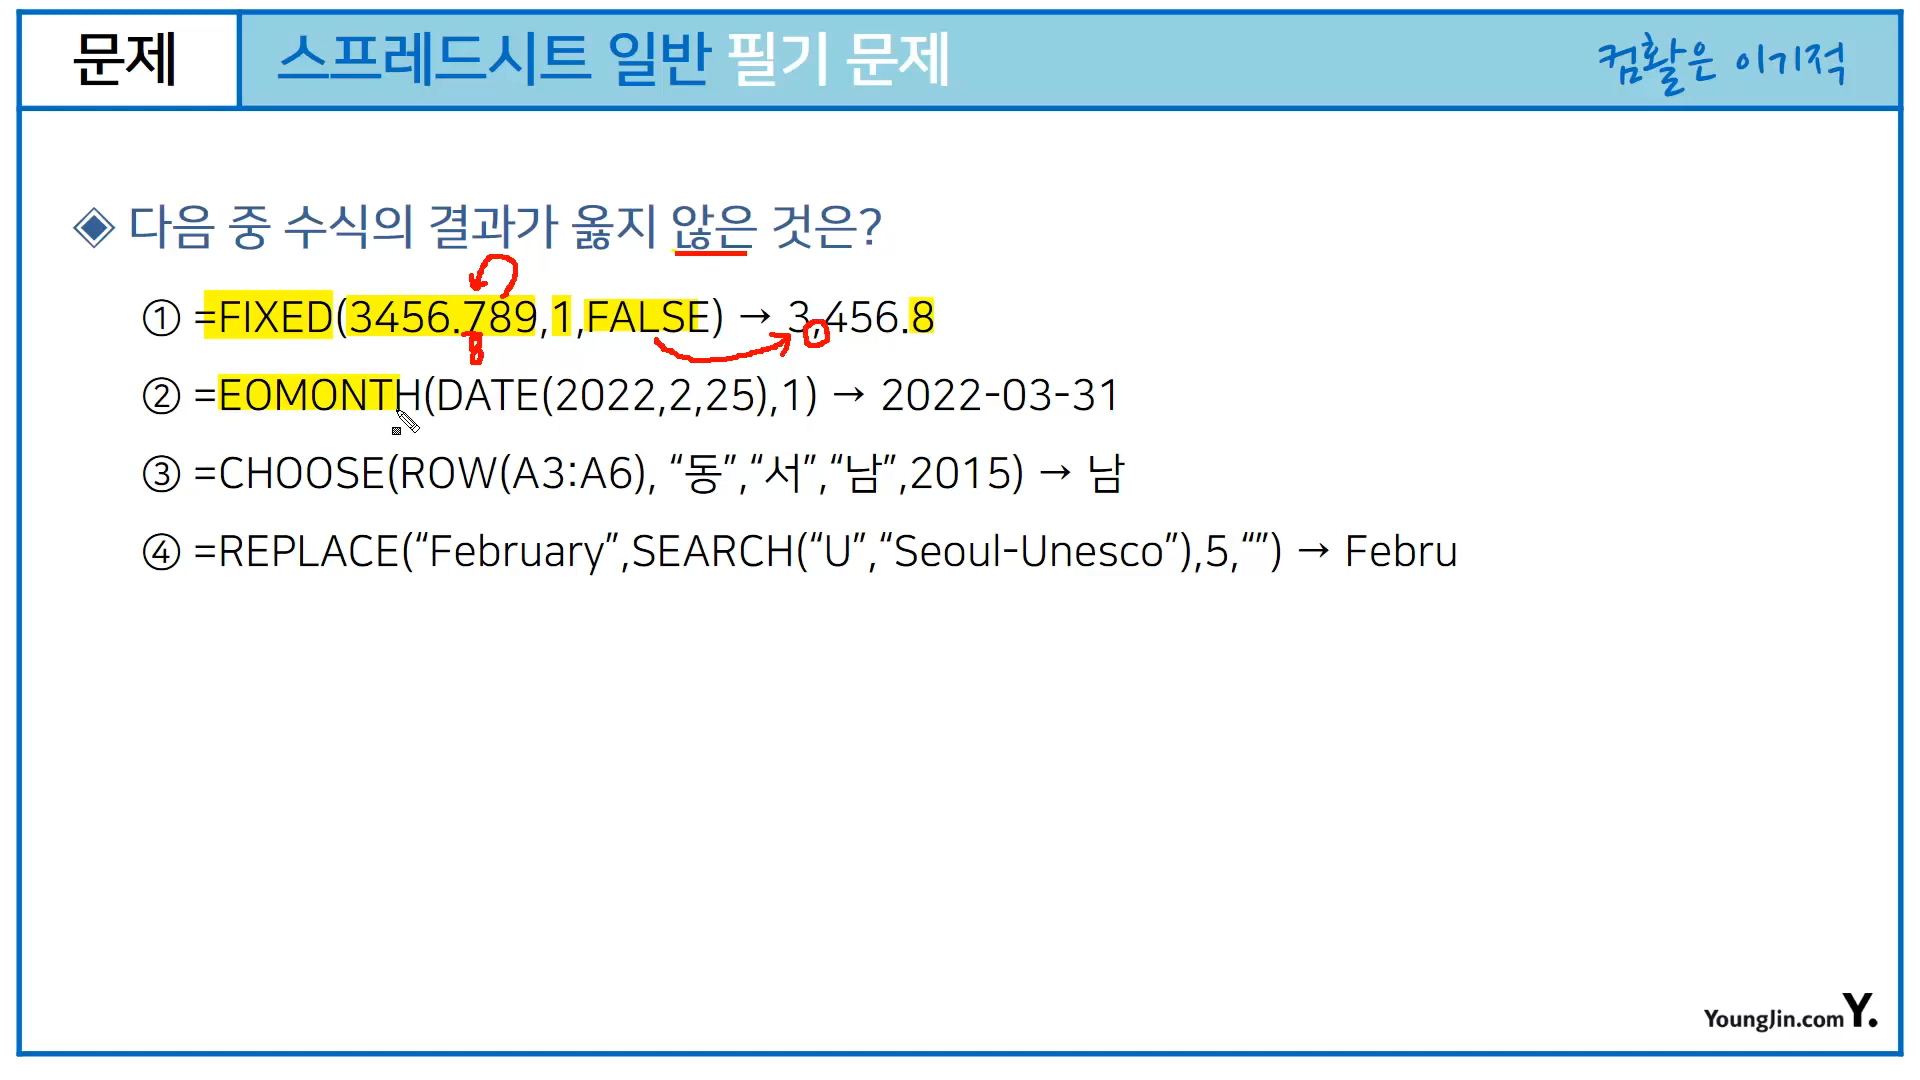 문제
스프레드시트 일반 필기 문제
컴활은 이기적
◈ 다음 중 수식의 결과가 옳지 않은 것은?
① =FIXED(3456.789,1,FALSE) → 3,456.8
8
② =EOMONTH(DATE(2022,2,25),1) → 2022-03-31
③ =CHOOSE(ROW(A3:A6), “동”,“서”,“남”,2015) → 남
④ =REPLACE(“February”,SEARCH(“U”,“Seoul-Unesco”),5,“”) → Febru
YoungJin.com Y.